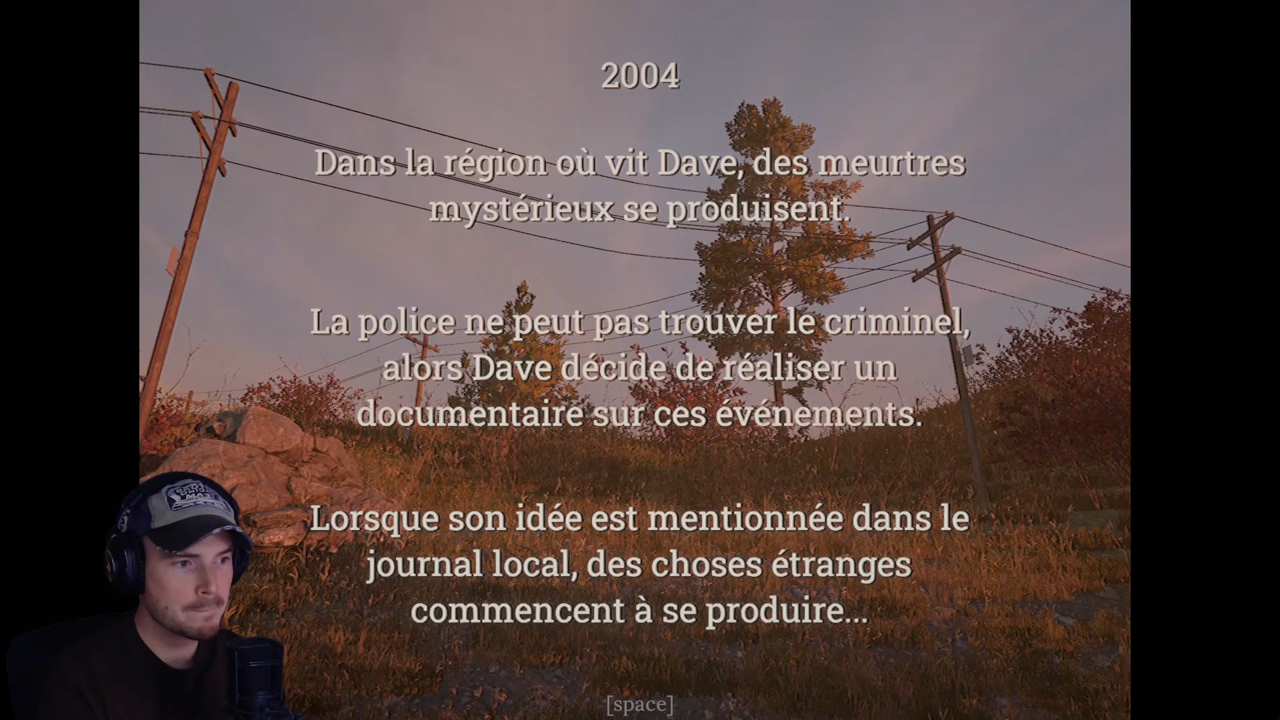 2004
Dans la région où vit Dave, des meurtres
mystérieux se produisent.
La police ne peut pas trouver le criminel,
alors Dave décide de réaliser un
documentaire sur ces événements.
Lorsque son idée est mentionnée dans le
journal local, des choses étranges
commencent à se produire...
[space]